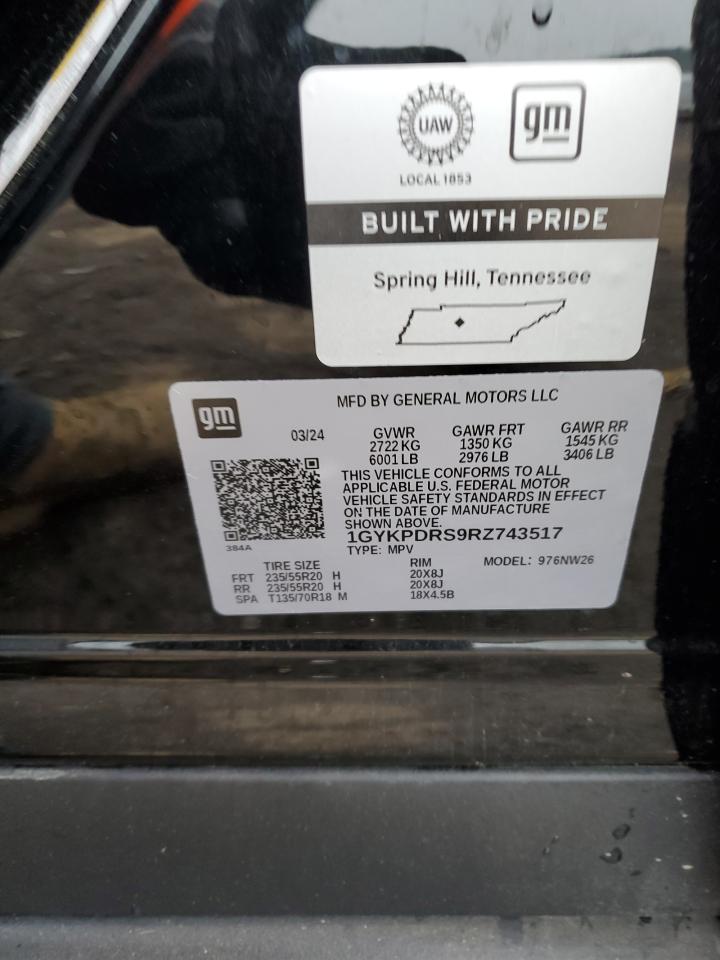 UAW
gm
LOCAL 1853
BUILT WITH PRIDE
Spring Hill, Tennessee
gm
MFD BY GENERAL MOTORS LLC
03/24
GVWR GAWR FRT GAWR RR
2722 KG 1350 KG 1545 KG
6001 LB 2976 LB 3406 LB
THIS VEHICLE CONFORMS TO ALL
APPLICABLE U.S. FEDERAL MOTOR
VEHICLE SAFETY STANDARDS IN EFFECT
ON THE DATE OF MANUFACTURE
SHOWN ABOVE.
1GYKPDRS9RZ743517
384A
TYPE: MPV
MODEL: 976NW26
TIRE SIZE RIM
FRT 235/55R20 H 20X8J
RR 235/55R20 H 20X8J
SPA T135/70R18 M 18X4.5B